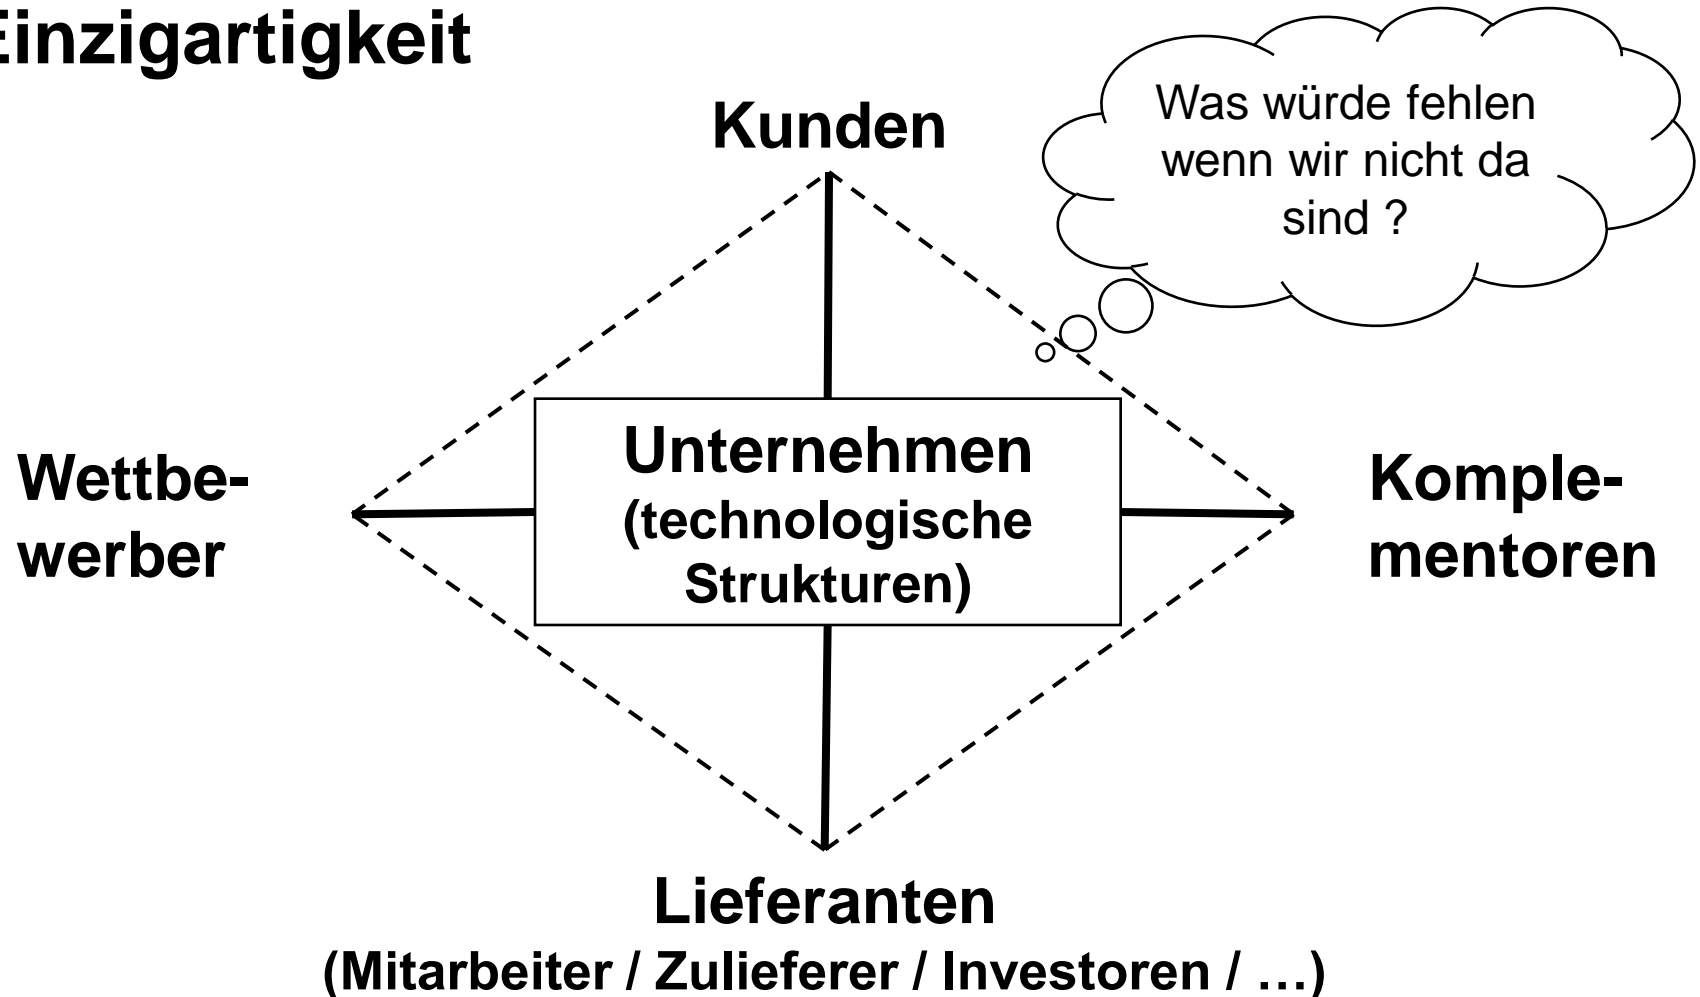 Einzigartigkeit
Kunden
Was würde fehlen
wenn wir nicht da
sind ?
Wettbe-
werber
Unternehmen
(technologische
Strukturen)
Komple-
mentoren
Lieferanten
(Mitarbeiter / Zulieferer / Investoren / …)